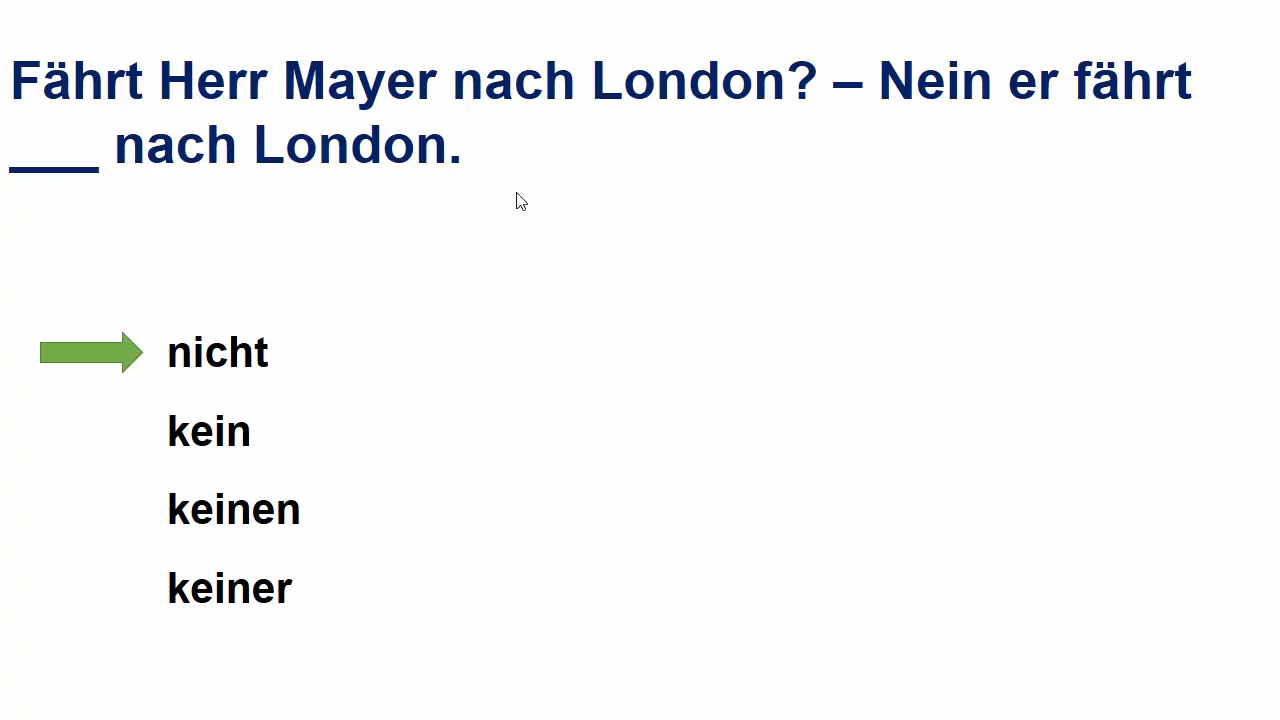 Fährt Herr Mayer nach London? – Nein er fährt
___ nach London.
nicht
kein
keinen
keiner